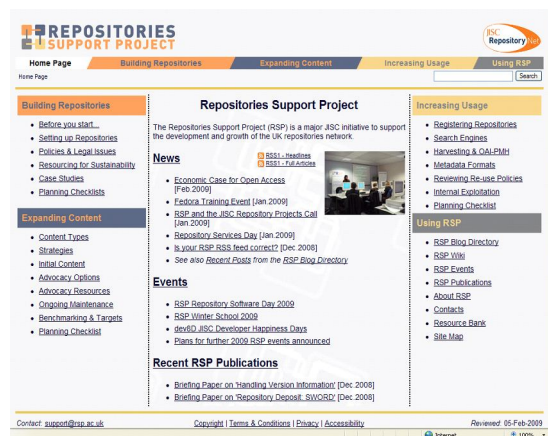 REPOSITORIES
SUPPORT PROJECT
JISC
Repository Net
Home Page
Building Repositories
Expanding Content
Increasing Usage
Using RSP
Home Page
Search
Building Repositories
Before you start...
Setting up Repositories
Policies & Legal Issues
Resourcing for Sustainability
Case Studies
Planning Checklists
Expanding Content
Content Types
Strategies
Initial Content
Advocacy Options
Advocacy Resources
Ongoing Maintenance
Benchmarking & Targets
Planning Checklist
Repositories Support Project
The Repositories Support Project (RSP) is a major JISC initiative to support
the development and growth of the UK repositories network.
News
RSS1 - Headlines
RSS1 - Full Articles
Economic Case for Open Access
[Feb.2009]
Fedora Training Event [Jan.2009]
RSP and the JISC Repository Projects Call
[Jan.2009]
Repository Services Day [Jan.2009]
Is your RSP RSS feed correct? [Dec.2008]
See also Recent Posts from the RSP Blog Directory
Events
RSP Repository Software Day 2009
RSP Winter School 2009
dev8D JISC Developer Happiness Days
Plans for further 2009 RSP events announced
Recent RSP Publications
Briefing Paper on 'Handling Version Information' [Dec.2008]
Briefing Paper on 'Repository Deposit: SWORD' [Dec.2008]
Increasing Usage
Registering Repositories
Search Engines
Harvesting & OAI-PMH
Metadata Formats
Reviewing Re-use Policies
Internal Exploitation
Planning Checklist
Using RSP
RSP Blog Directory
RSP Wiki
RSP Events
RSP Publications
About RSP
Contacts
Resource Bank
Site Map
Contact: support@rsp.ac.uk
Copyright | Terms & Conditions | Privacy | Accessibility
Reviewed: 05-Feb-2009
Internet
100%